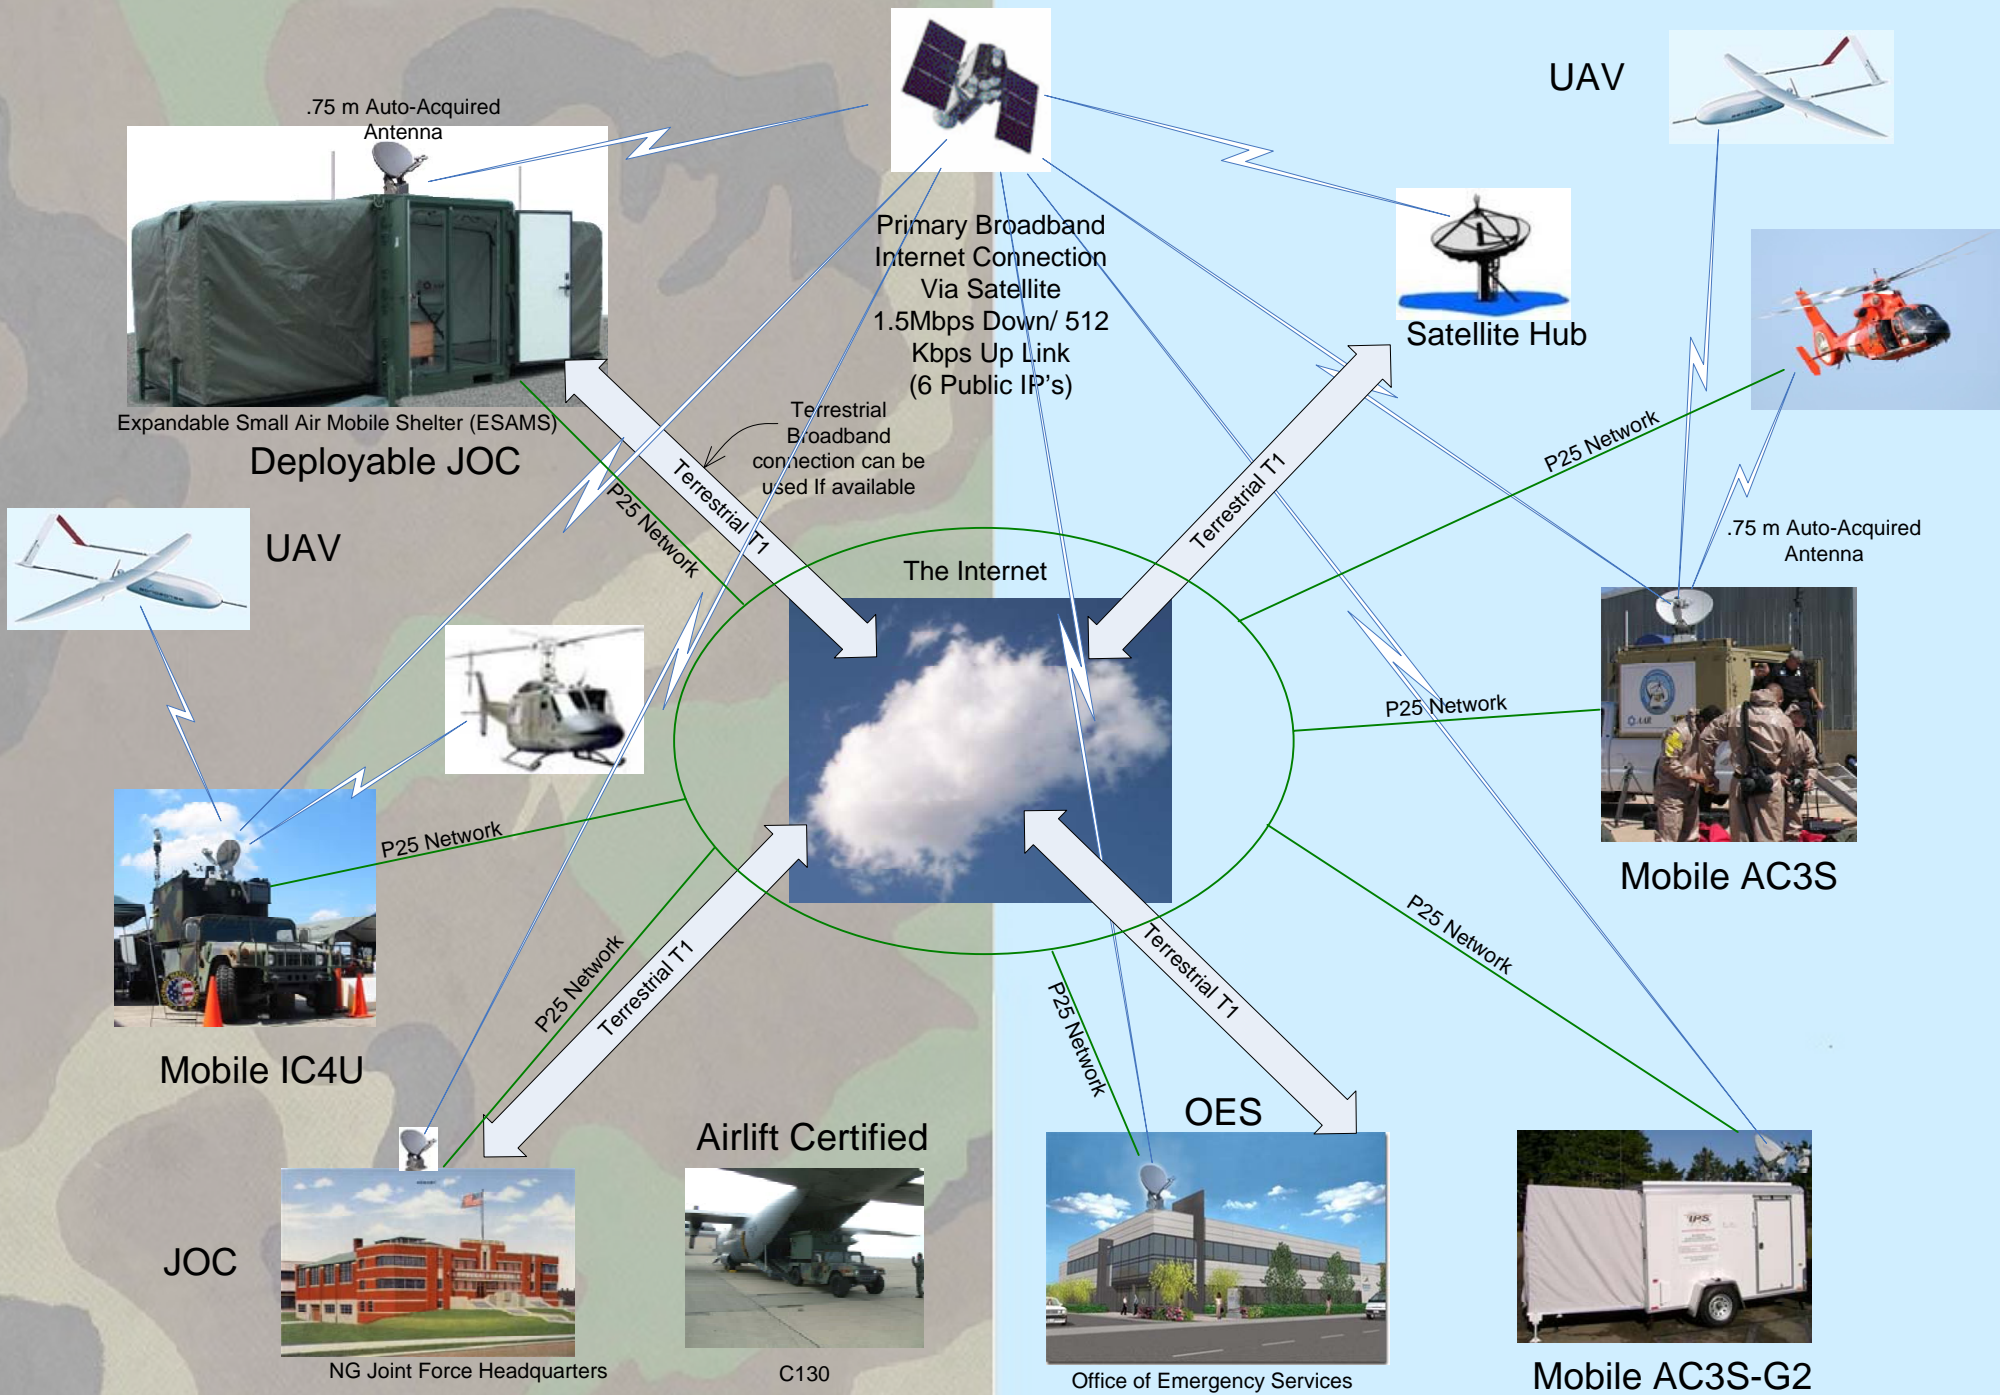 UAV
.75 m Auto-Acquired
Antenna
Primary Broadband
Internet Connection
Via Satellite
1.5Mbps Down/ 512
Kbps Up Link
(6 Public IP's)
Satellite Hub
Expandable Small Air Mobile Shelter (ESAMS)
Deployable JOC
Terrestrial
Broadband
connection can be
used If available
Terrestrial T1
P25 Network
Terrestrial T1
P25 Network
UAV
.75 m Auto-Acquired
Antenna
The Internet
P25 Network
AAR
P25 Network
Mobile AC3S
P25 Network
Terrestrial T1
Terrestrial T1
P25 Network
P25 Network
Mobile IC4U
OES
Airlift Certified
JOC
IPS
NG Joint Force Headquarters
C130
Office of Emergency Services
Mobile AC3S-G2